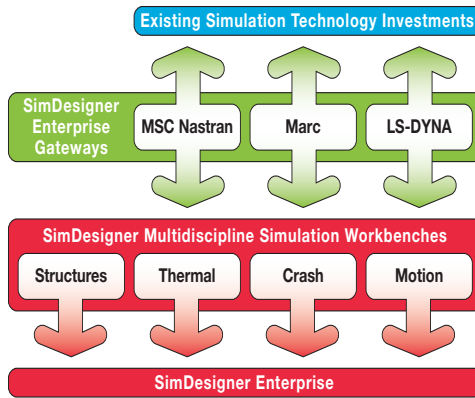 Existing Simulation Technology Investments
SimDesigner
Enterprise
Gateways
MSC Nastran
Marc
LS-DYNA
SimDesigner Multidiscipline Simulation Workbenches
Structures
Thermal
Crash
Motion
SimDesigner Enterprise